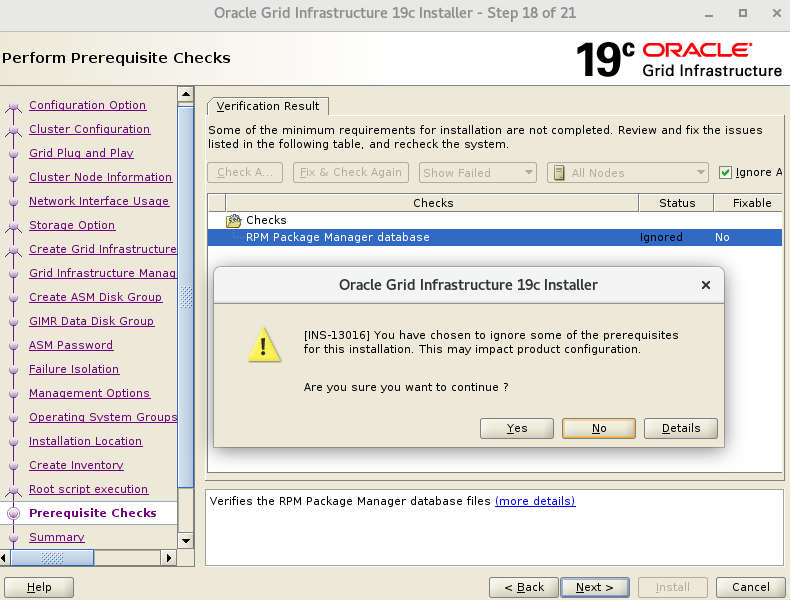 Oracle Grid Infrastructure 19c Installer - Step 18 of 21
Perform Prerequisite Checks
19c ORACLE
Grid Infrastructure
Configuration Option
Cluster Configuration
Grid Plug and Play
Cluster Node Information
Network Interface Usage
Storage Option
Create Grid Infrastructure
Grid Infrastructure Manag
Create ASM Disk Group
GIMR Data Disk Group
ASM Password
Failure Isolation
Management Options
Operating System Groups
Installation Location
Create Inventory
Root script execution
Prerequisite Checks
Summary
Verification Result
Some of the minimum requirements for installation are not completed. Review and fix the issues
listed in the following table, and recheck the system.
Check A... Fix & Check Again Show Failed All Nodes Ignore A
Checks Status Fixable
Checks
RPM Package Manager database Ignored No
Oracle Grid Infrastructure 19c Installer
[INS-13016] You have chosen to ignore some of the prerequisites
for this installation. This may impact product configuration.
Are you sure you want to continue ?
Yes No Details
Verifies the RPM Package Manager database files (more details)
Help < Back Next > Install Cancel